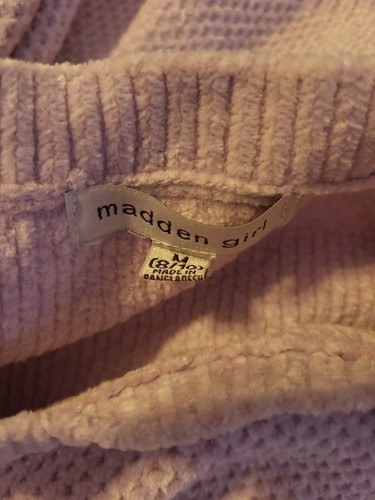 madden girl
M
(8/10)
MADE IN
BANGLADESH